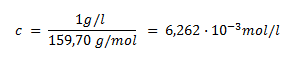 c = 1g/l / 159,70 g/mol = 6,262·10⁻³mol/l